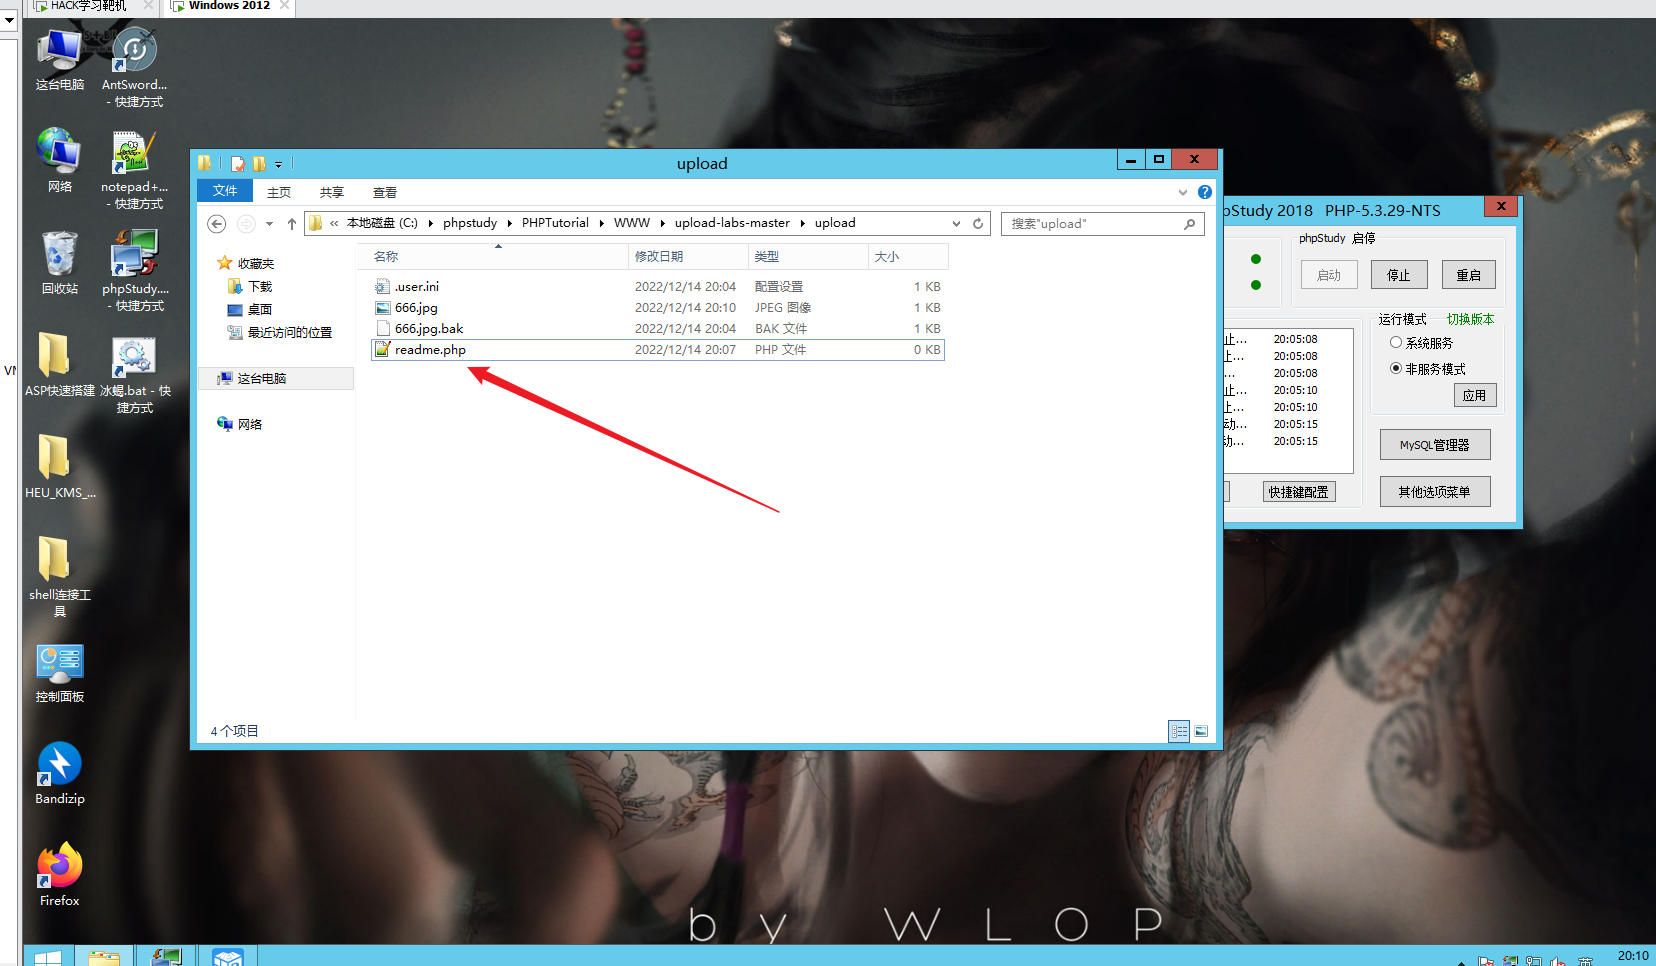 HACK学习靶机
Windows 2012
这台电脑
AntSword...
- 快捷方式
网络
notepad+...
- 快捷方式
回收站
phpStudy....
- 快捷方式
ASP快速搭建
冰蝎.bat - 快
捷方式
HEU_KMS_...
shell连接工
具
控制面板
Bandizip
Firefox
upload
文件
主页
共享
查看
« 本地磁盘 (C:) phpstudy PHPTutorial WWW upload-labs-master upload
搜索"upload"
收藏夹
下载
桌面
最近访问的位置
这台电脑
网络
名称 修改日期 类型 大小
.user.ini 2022/12/14 20:04 配置设置 1 KB
666.jpg 2022/12/14 20:10 JPEG 图像 1 KB
666.jpg.bak 2022/12/14 20:04 BAK 文件 1 KB
readme.php 2022/12/14 20:07 PHP 文件 0 KB
4 个项目
pStudy 2018 PHP-5.3.29-NTS
phpStudy 启停
启动
停止
重启
止... 20:05:08
止... 20:05:08
... 20:05:08
止... 20:05:10
止... 20:05:10
动... 20:05:15
动... 20:05:15
运行模式
切换版本
系统服务
非服务模式
应用
MySQL管理器
快捷键配置
其他选项菜单
by WLOP
英
20:10